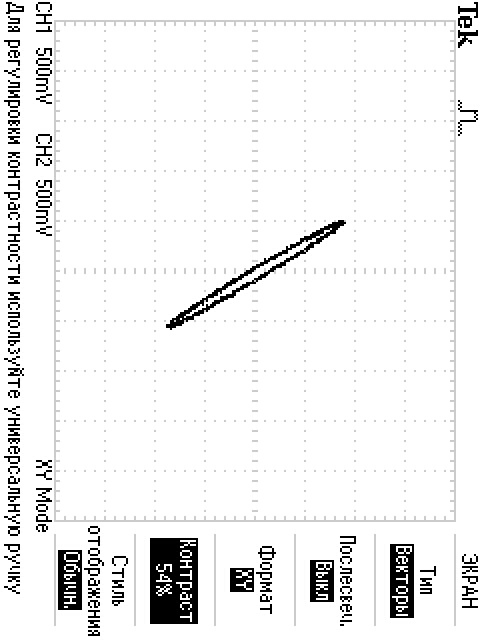 Tek
ЭКРАН
Тип
Векторы
Послесвеч.
Выкл
Формат
XY
Контраст
54%
Стиль
отображения
Обычн.
CH1 500mV CH2 500mV XY Mode
Для регулировки контрастности используйте универсальную ручку